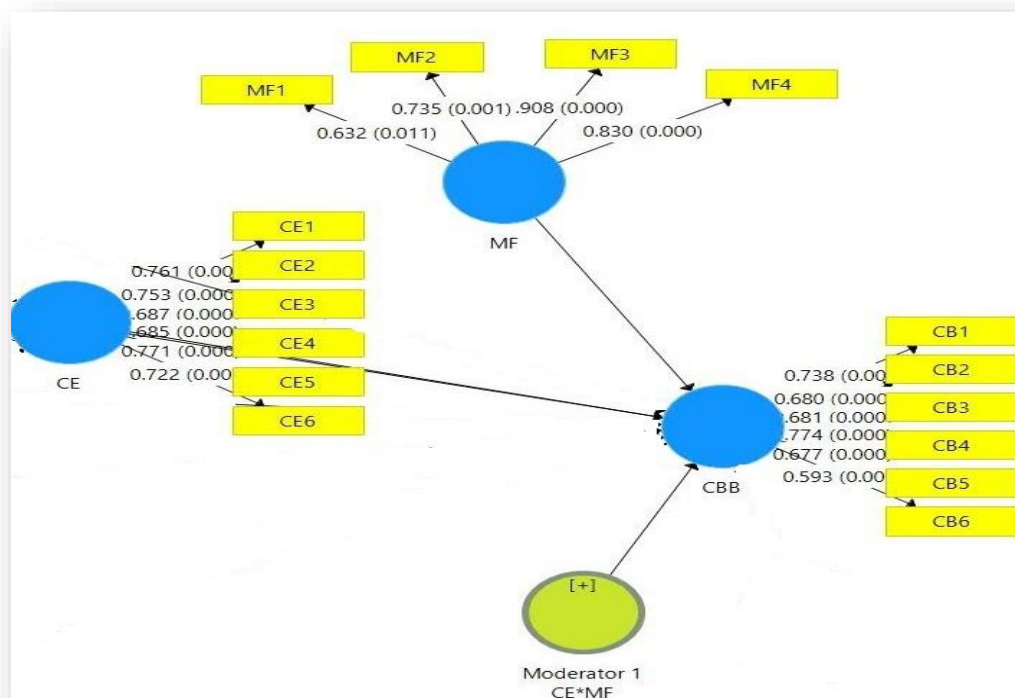 MF1
MF2
MF3
MF4
0.632 (0.011)
0.735 (0.001)
.908 (0.000)
0.830 (0.000)
MF
CE1
CE2
CE3
CE4
CE5
CE6
0.761 (0.00
0.753 (0.000
.687 (0.000
.685 (0.000)
0.771 (0.000
0.722 (0.00
CE
CB1
CB2
CB3
CB4
CB5
CB6
0.738 (0.00
0.680 (0.000
.681 (0.000
.774 (0.000
0.677 (0.000
0.593 (0.00
CBB
[+]
Moderator 1
CE*MF